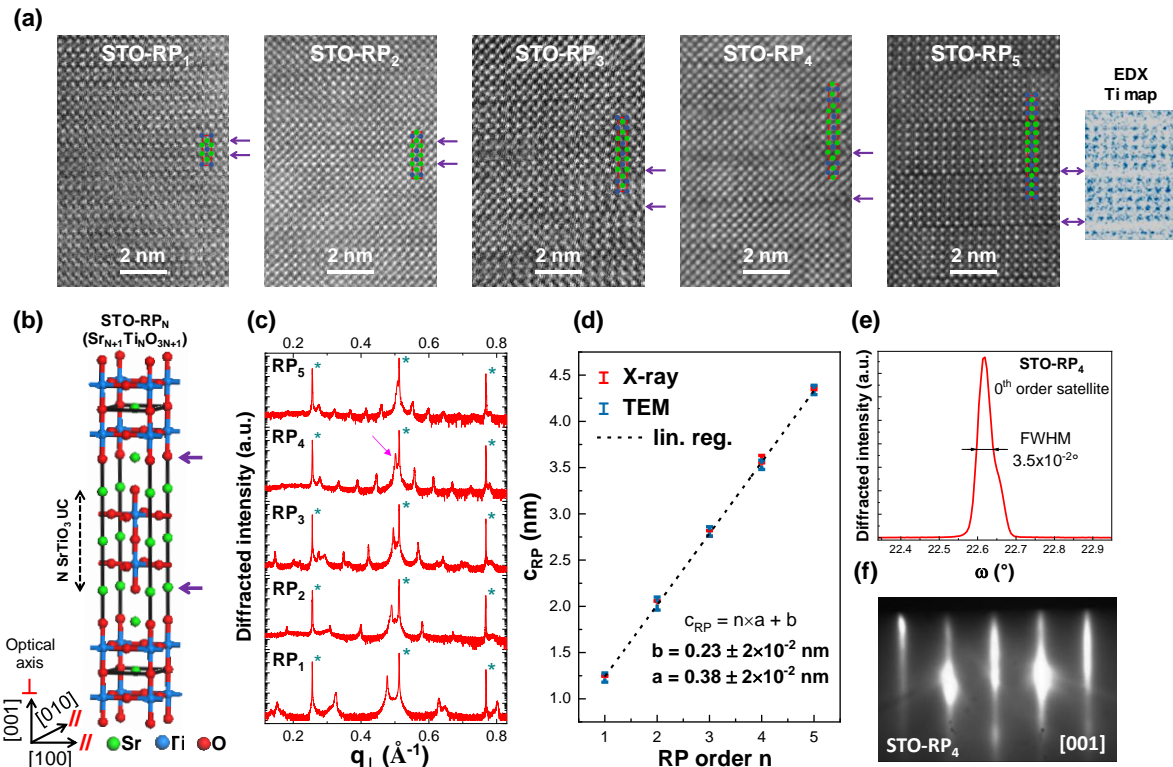 (a)
STO-RP1
STO-RP2
STO-RP3
STO-RP4
STO-RP5
EDX
Ti map
2 nm
2 nm
2 nm
2 nm
2 nm
(b)
STO-RPN
(SrN+1TiNO3N+1)
N SrTiO3 UC
Optical
axis
⊥
[001]
[010]
//
[100]
//
Sr
Ti
O
(c)
0.2 0.4 0.6 0.8
RP5
* * *
RP4
* * *
RP3
* * *
RP2
* * *
RP1
* * *
Diffracted intensity (a.u.)
0.2 0.4 0.6 0.8
q⊥ (Å-1)
(d)
4.5
4.0
3.5
3.0
2.5
2.0
1.5
1.0
cRP (nm)
X-ray
TEM
lin. reg.
cRP = n×a + b
b = 0.23 ± 2×10-2 nm
a = 0.38 ± 2×10-2 nm
1 2 3 4 5
RP order n
(e)
Diffracted intensity (a.u.)
STO-RP4
0th order satellite
FWHM
3.5x10-2o
22.4 22.5 22.6 22.7 22.8 22.9
ω (°)
(f)
STO-RP4
[001]